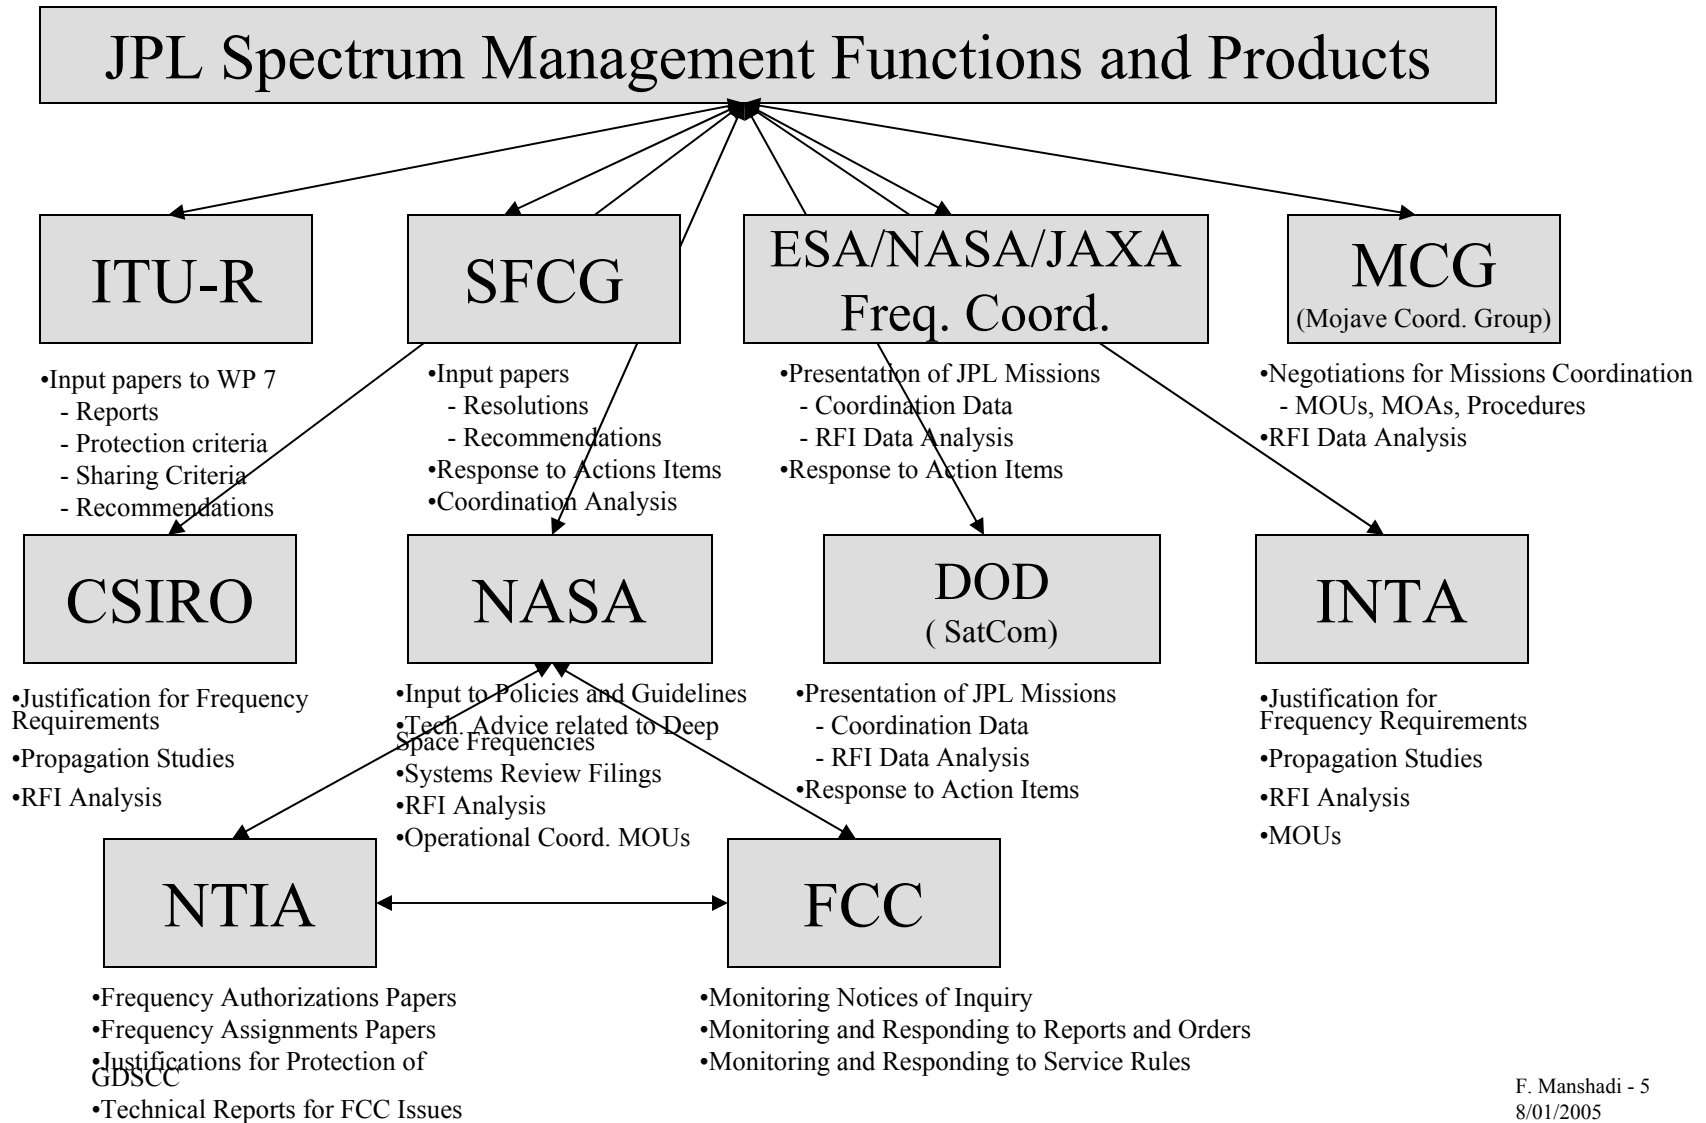 JPL Spectrum Management Functions and Products
ITU-R
•Input papers to WP 7
- Reports
- Protection criteria
- Sharing Criteria
- Recommendations
SFCG
•Input papers
- Resolutions
- Recommendations
•Response to Actions Items
•Coordination Analysis
ESA/NASA/JAXA
Freq. Coord.
•Presentation of JPL Missions
- Coordination Data
- RFI Data Analysis
•Response to Action Items
MCG
(Mojave Coord. Group)
•Negotiations for Missions Coordination
- MOUs, MOAs, Procedures
•RFI Data Analysis
CSIRO
•Justification for Frequency
Requirements
•Propagation Studies
•RFI Analysis
NASA
•Input to Policies and Guidelines
•Tech. Advice related to Deep
Space Frequencies
•Systems Review Filings
•RFI Analysis
•Operational Coord. MOUs
DOD
( SatCom)
•Presentation of JPL Missions
- Coordination Data
- RFI Data Analysis
•Response to Action Items
INTA
•Justification for
Frequency Requirements
•Propagation Studies
•RFI Analysis
•MOUs
NTIA
•Frequency Authorizations Papers
•Frequency Assignments Papers
•Justifications for Protection of
GDSCC
•Technical Reports for FCC Issues
FCC
•Monitoring Notices of Inquiry
•Monitoring and Responding to Reports and Orders
•Monitoring and Responding to Service Rules
F. Manshadi - 5
8/01/2005